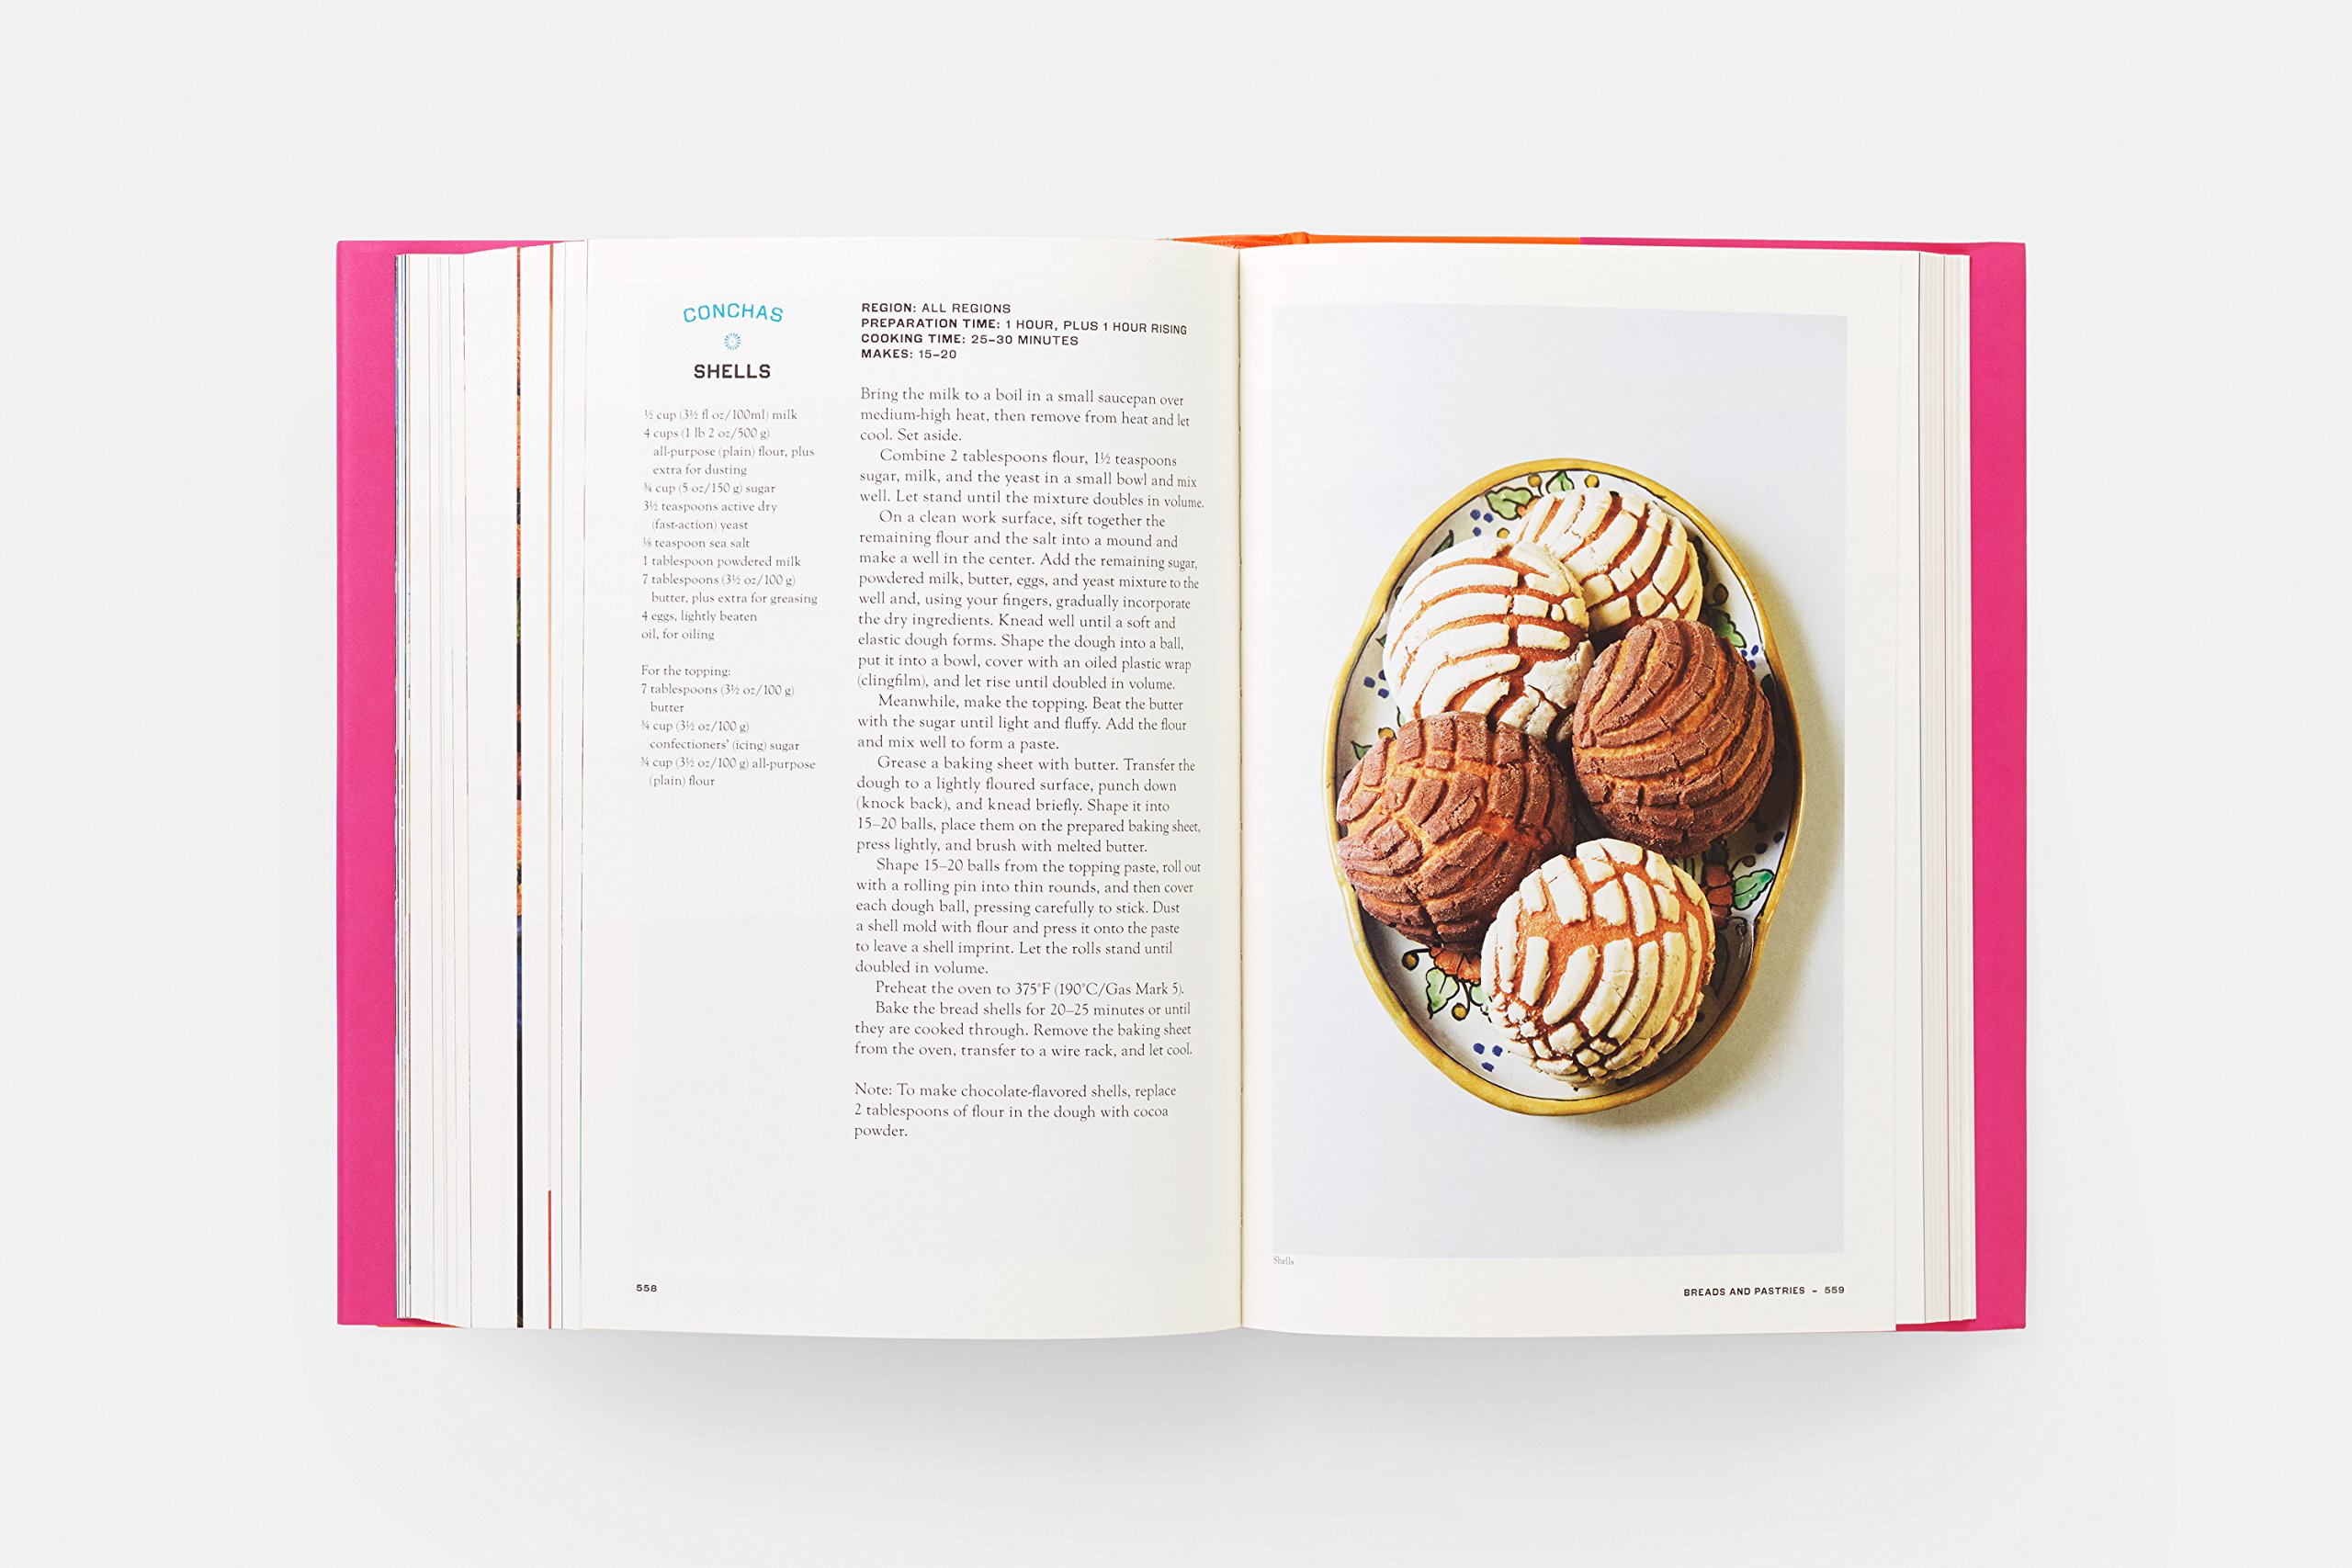 CONCHAS
SHELLS
½ cup (3½ fl oz/100ml) milk
4 cups (1 lb 2 oz/500 g)
all-purpose (plain) flour, plus
extra for dusting
¾ cup (5 oz/150 g) sugar
3½ teaspoons active dry
(fast-action) yeast
⅛ teaspoon sea salt
1 tablespoon powdered milk
7 tablespoons (3½ oz/100 g)
butter, plus extra for greasing
4 eggs, lightly beaten
oil, for oiling
For the topping:
7 tablespoons (3½ oz/100 g)
butter
¾ cup (3½ oz/100 g)
confectioners’ (icing) sugar
¾ cup (3½ oz/100 g) all-purpose
(plain) flour
REGION: ALL REGIONS
PREPARATION TIME: 1 HOUR, PLUS 1 HOUR RISING
COOKING TIME: 25–30 MINUTES
MAKES: 15–20
Bring the milk to a boil in a small saucepan over
medium-high heat, then remove from heat and let
cool. Set aside.
Combine 2 tablespoons flour, 1½ teaspoons
sugar, milk, and the yeast in a small bowl and mix
well. Let stand until the mixture doubles in volume.
On a clean work surface, sift together the
remaining flour and the salt into a mound and
make a well in the center. Add the remaining sugar,
powdered milk, butter, eggs, and yeast mixture to the
well and, using your fingers, gradually incorporate
the dry ingredients. Knead well until a soft and
elastic dough forms. Shape the dough into a ball,
put it into a bowl, cover with an oiled plastic wrap
(clingfilm), and let rise until doubled in volume.
Meanwhile, make the topping. Beat the butter
with the sugar until light and fluffy. Add the flour
and mix well to form a paste.
Grease a baking sheet with butter. Transfer the
dough to a lightly floured surface, punch down
(knock back), and knead briefly. Shape it into
15–20 balls, place them on the prepared baking sheet,
press lightly, and brush with melted butter.
Shape 15–20 balls from the topping paste, roll out
with a rolling pin into thin rounds, and then cover
each dough ball, pressing carefully to stick. Dust
a shell mold with flour and press it onto the paste
to leave a shell imprint. Let the rolls stand until
doubled in volume.
Preheat the oven to 375°F (190°C/Gas Mark 5).
Bake the bread shells for 20–25 minutes or until
they are cooked through. Remove the baking sheet
from the oven, transfer to a wire rack, and let cool.
Note: To make chocolate-flavored shells, replace
2 tablespoons of flour in the dough with cocoa
powder.
558
Shells
BREADS AND PASTRIES – 559